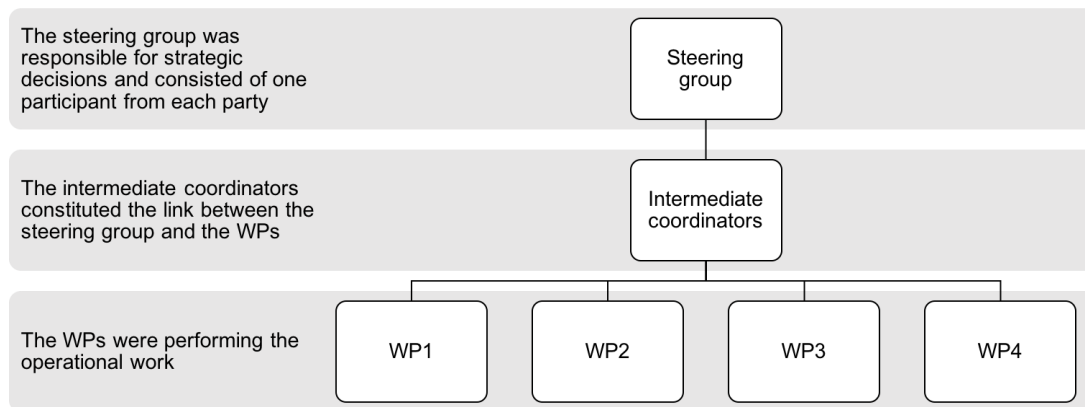 The steering group was
responsible for strategic
decisions and consisted of one
participant from each party
Steering
group
The intermediate coordinators
constituted the link between the
steering group and the WPs
Intermediate
coordinators
The WPs were performing the
operational work
WP1
WP2
WP3
WP4